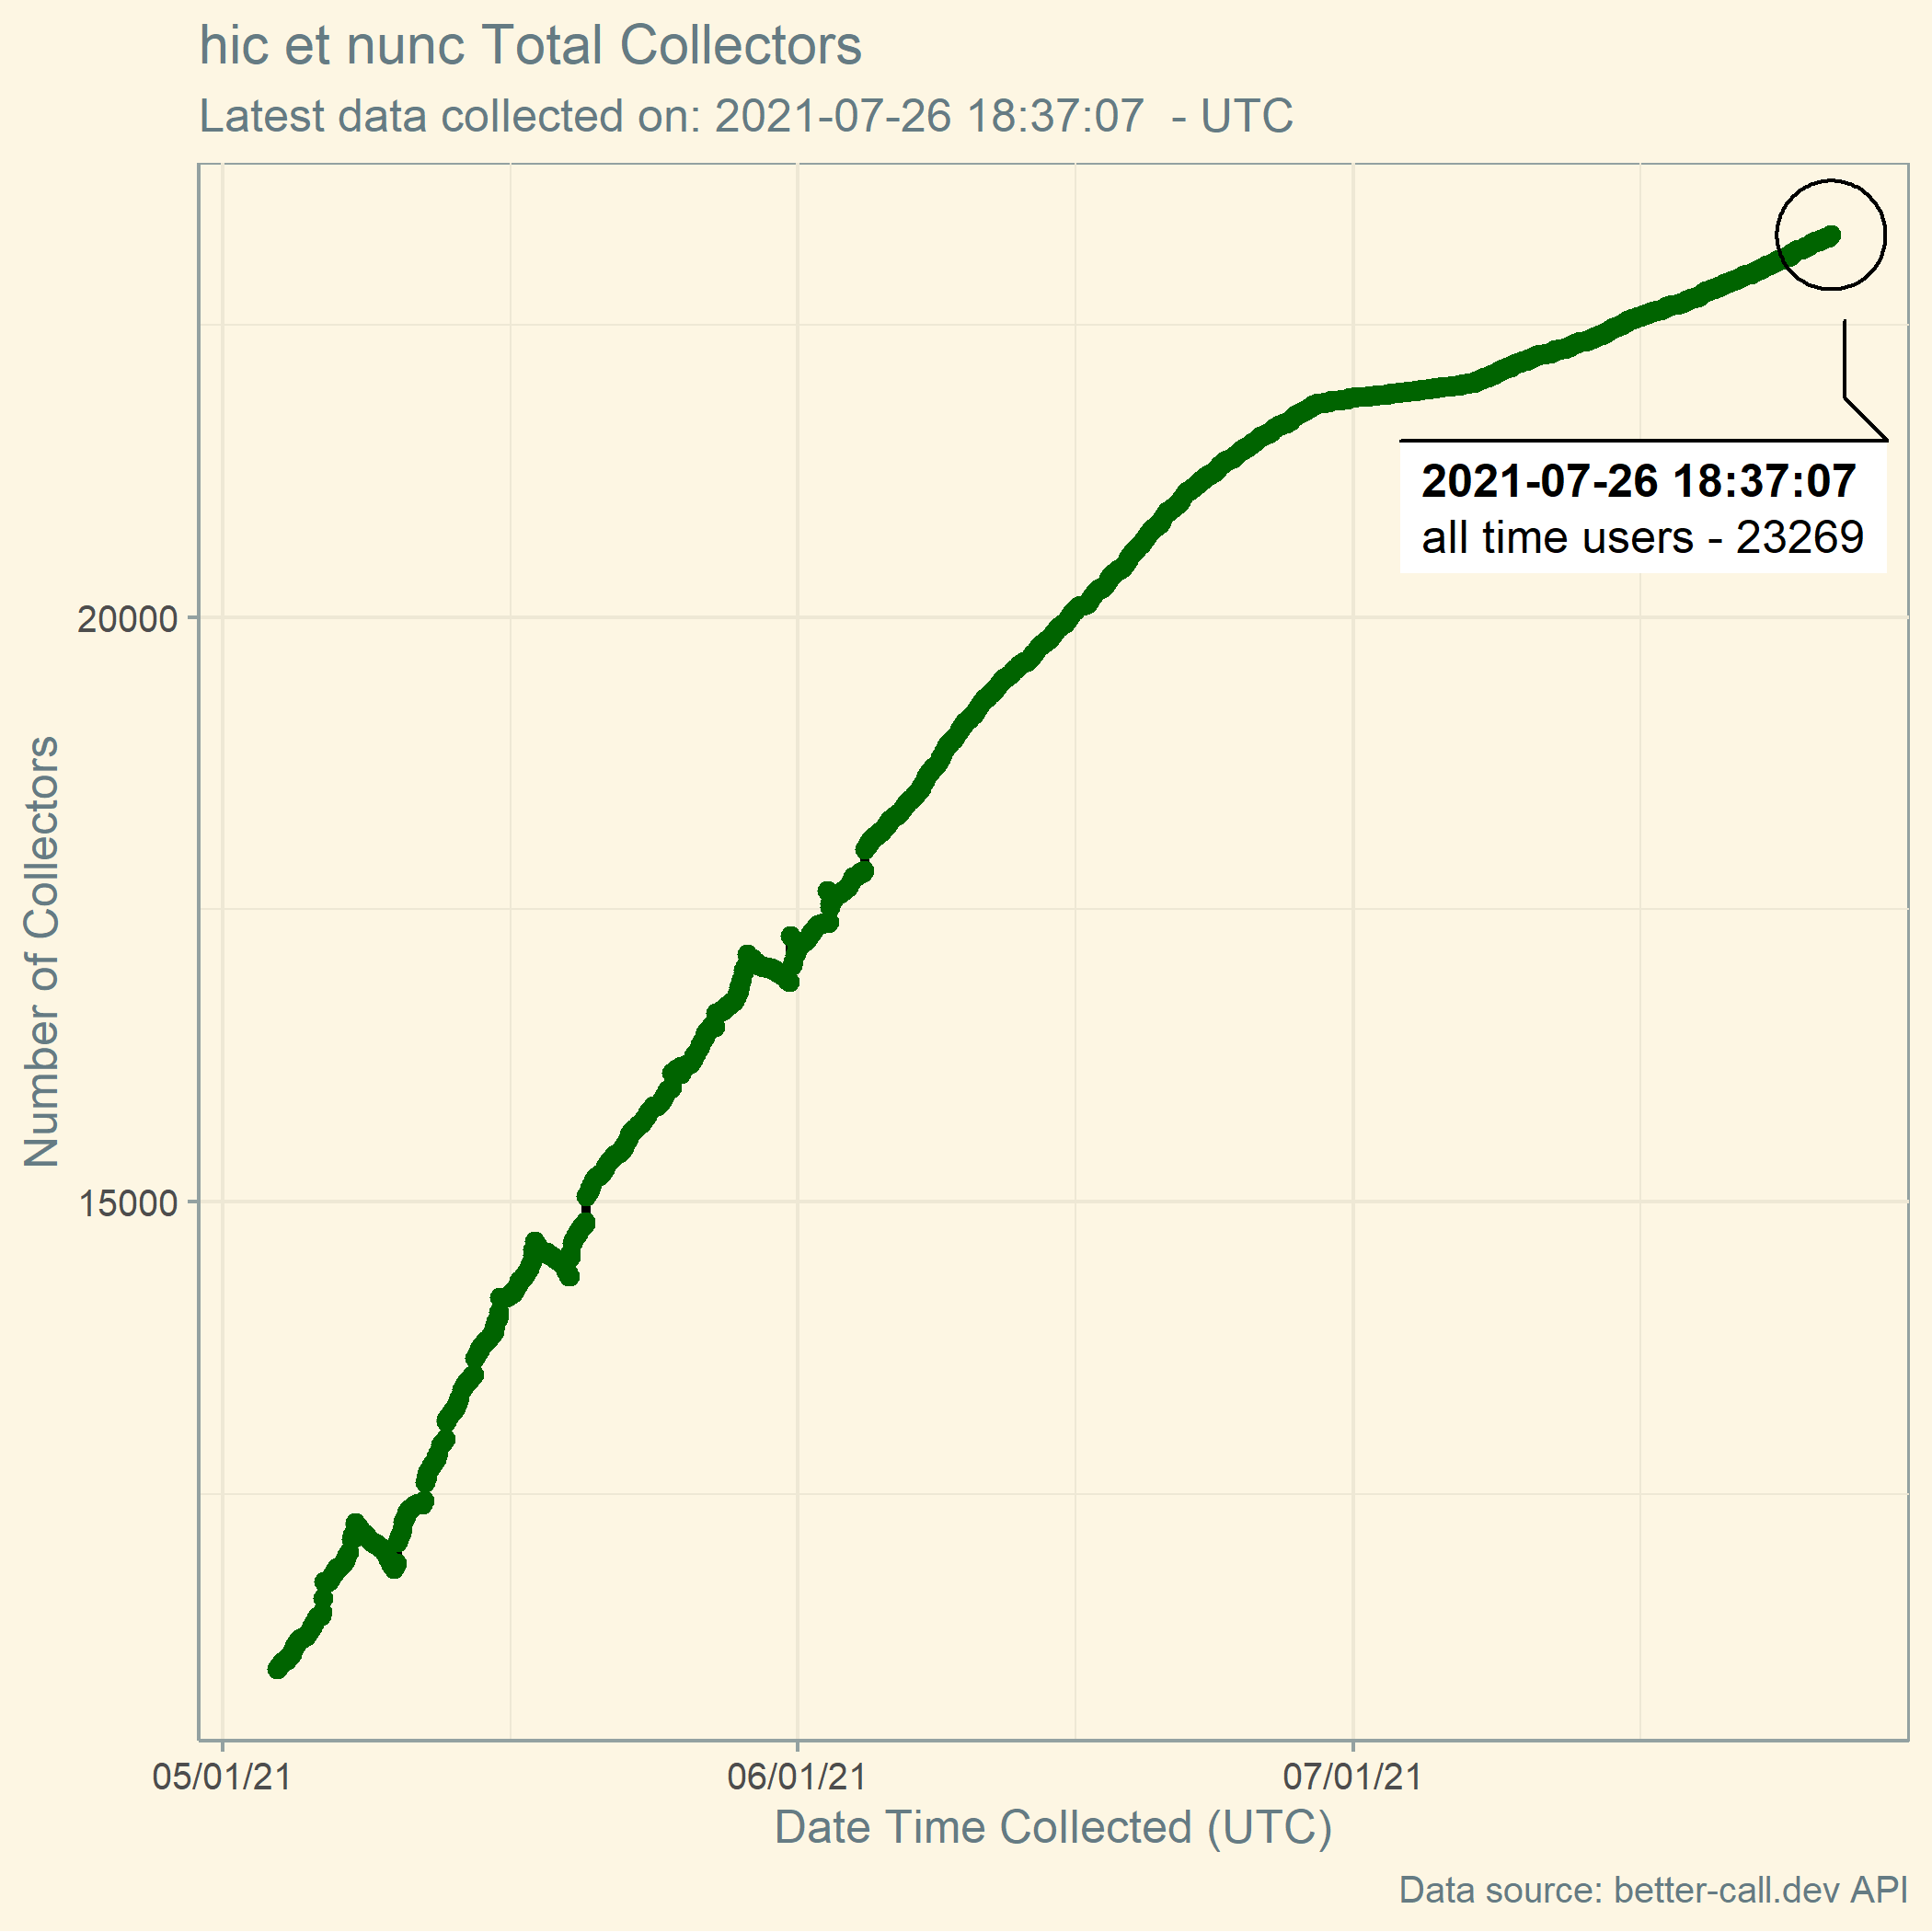 hic et nunc Total Collectors
Latest data collected on: 2021-07-26 18:37:07  - UTC
2021-07-26 18:37:07
all time users - 23269
20000
15000
Number of Collectors
05/01/21
06/01/21
07/01/21
Date Time Collected (UTC)
Data source: better-call.dev API